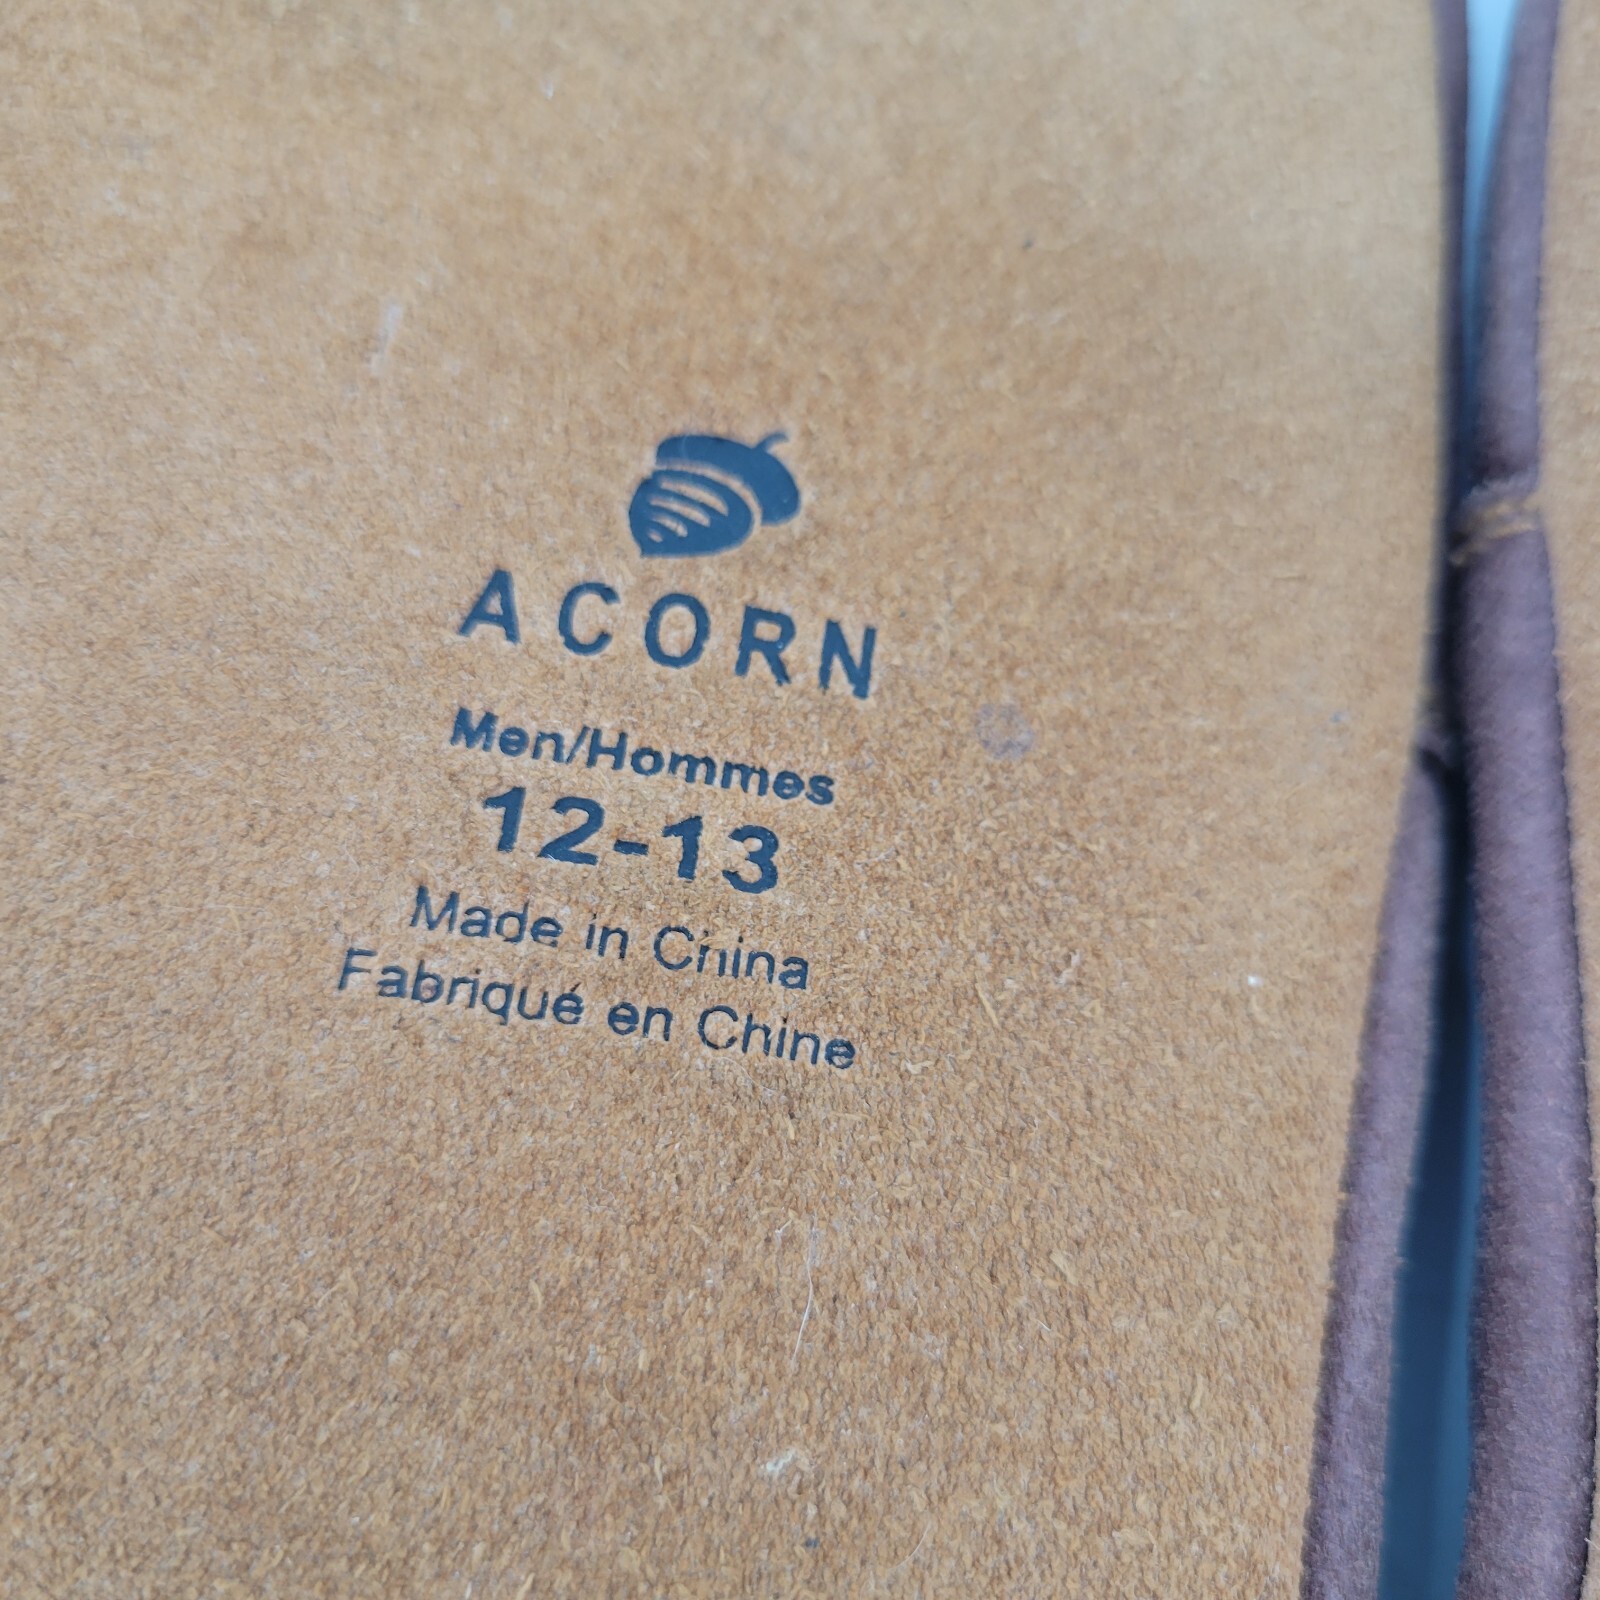 ACORN
Men/Hommes
12-13
Made in China
Fabriqué en Chine